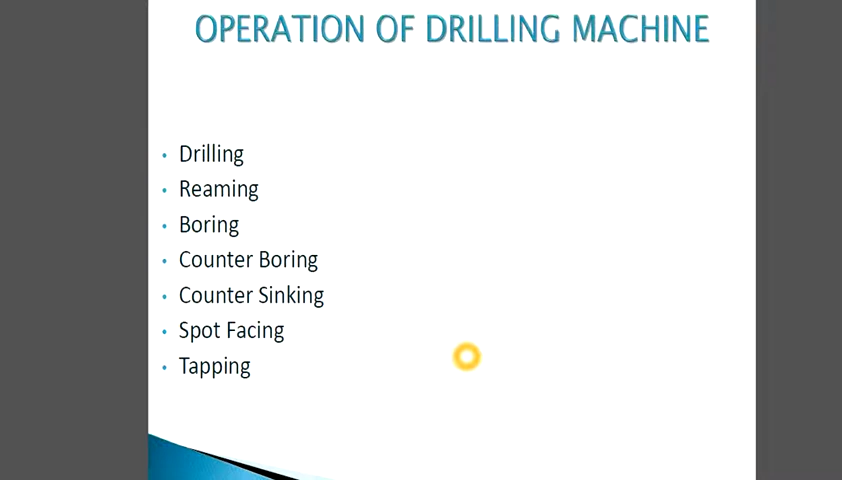 OPERATION OF DRILLING MACHINE
Drilling
Reaming
Boring
Counter Boring
Counter Sinking
Spot Facing
Tapping